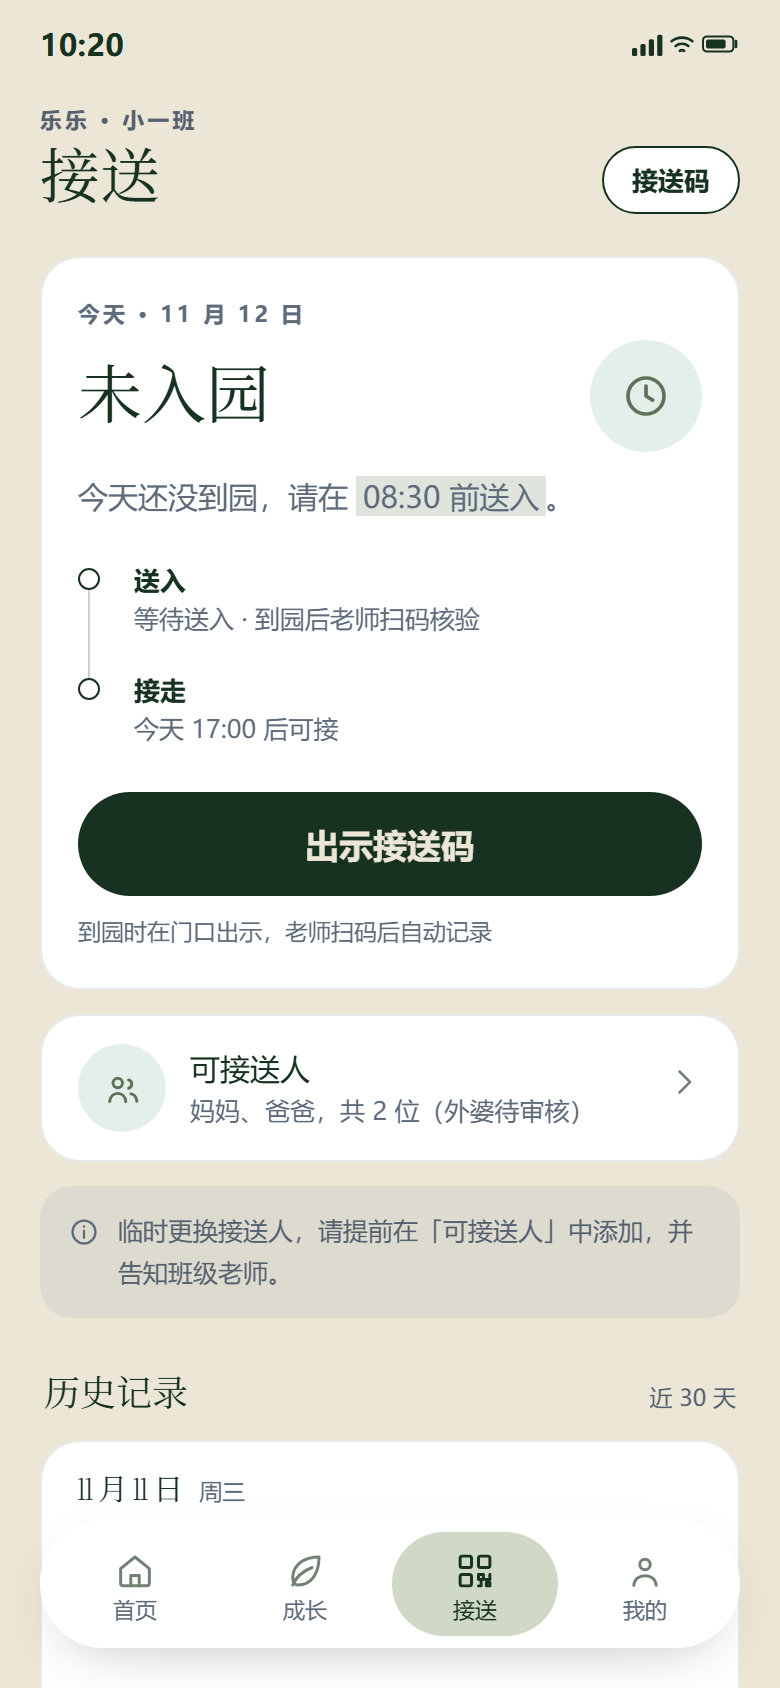 10:20
乐乐 • 小一班
接送
接送码
今天 • 11 月 12 日
未入园
今天还没到园，请在 08:30 前送入 。
送入
等待送入 · 到园后老师扫码核验
接走
今天 17:00 后可接
出示接送码
到园时在门口出示，老师扫码后自动记录
可接送人
妈妈、爸爸，共 2 位（外婆待审核）
临时更换接送人，请提前在「可接送人」中添加，并
告知班级老师。
历史记录
近 30 天
11月11日 周三
首页
成长
接送
我的